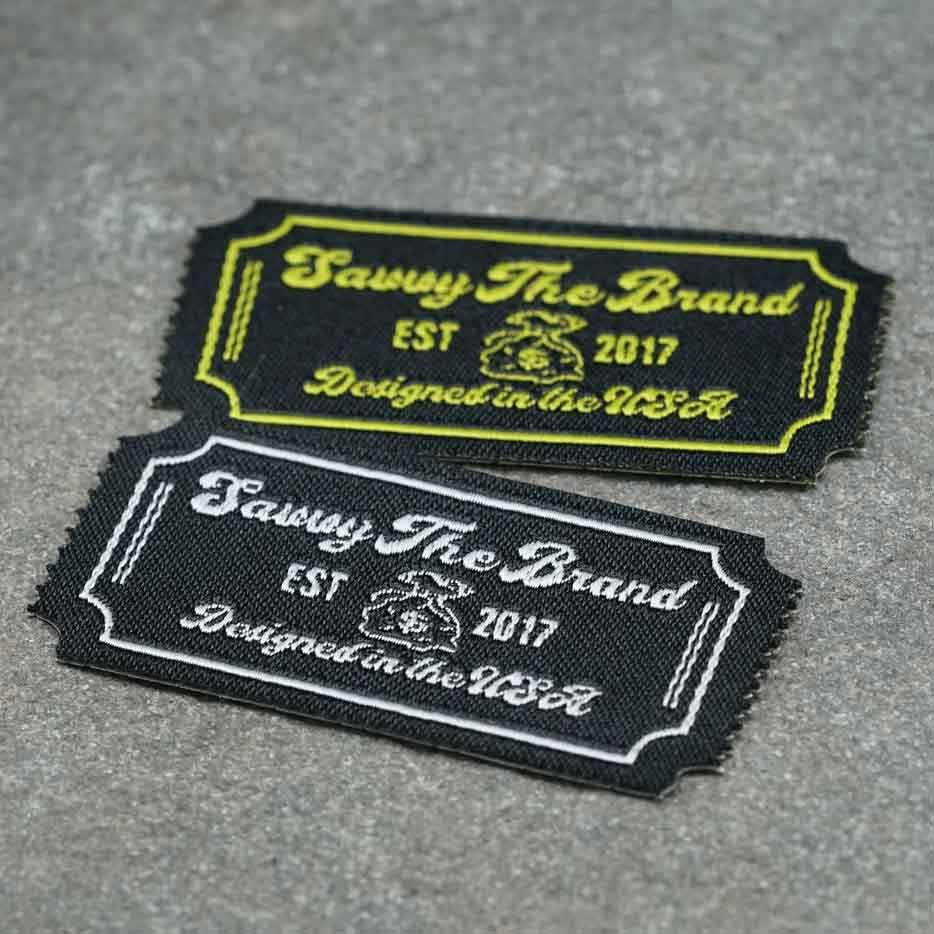 Savvy The Brand
EST 2017
Designed in the USA
Savvy The Brand
EST 2017
Designed in the USA